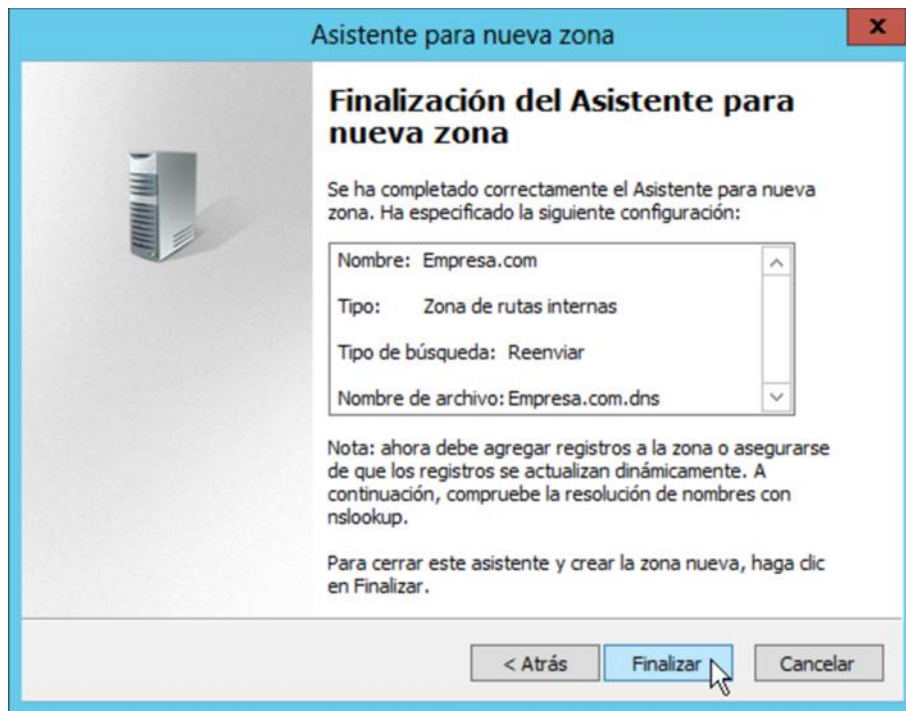 Asistente para nueva zona
x
Finalización del Asistente para
nueva zona
Se ha completado correctamente el Asistente para nueva
zona. Ha especificado la siguiente configuración:
Nombre: Empresa.com
Tipo: Zona de rutas internas
Tipo de búsqueda: Reenviar
Nombre de archivo: Empresa.com.dns
Nota: ahora debe agregar registros a la zona o asegurarse
de que los registros se actualizan dinámicamente. A
continuación, compruebe la resolución de nombres con
nslookup.
Para cerrar este asistente y crear la zona nueva, haga clic
en Finalizar.
< Atrás Finalizar Cancelar